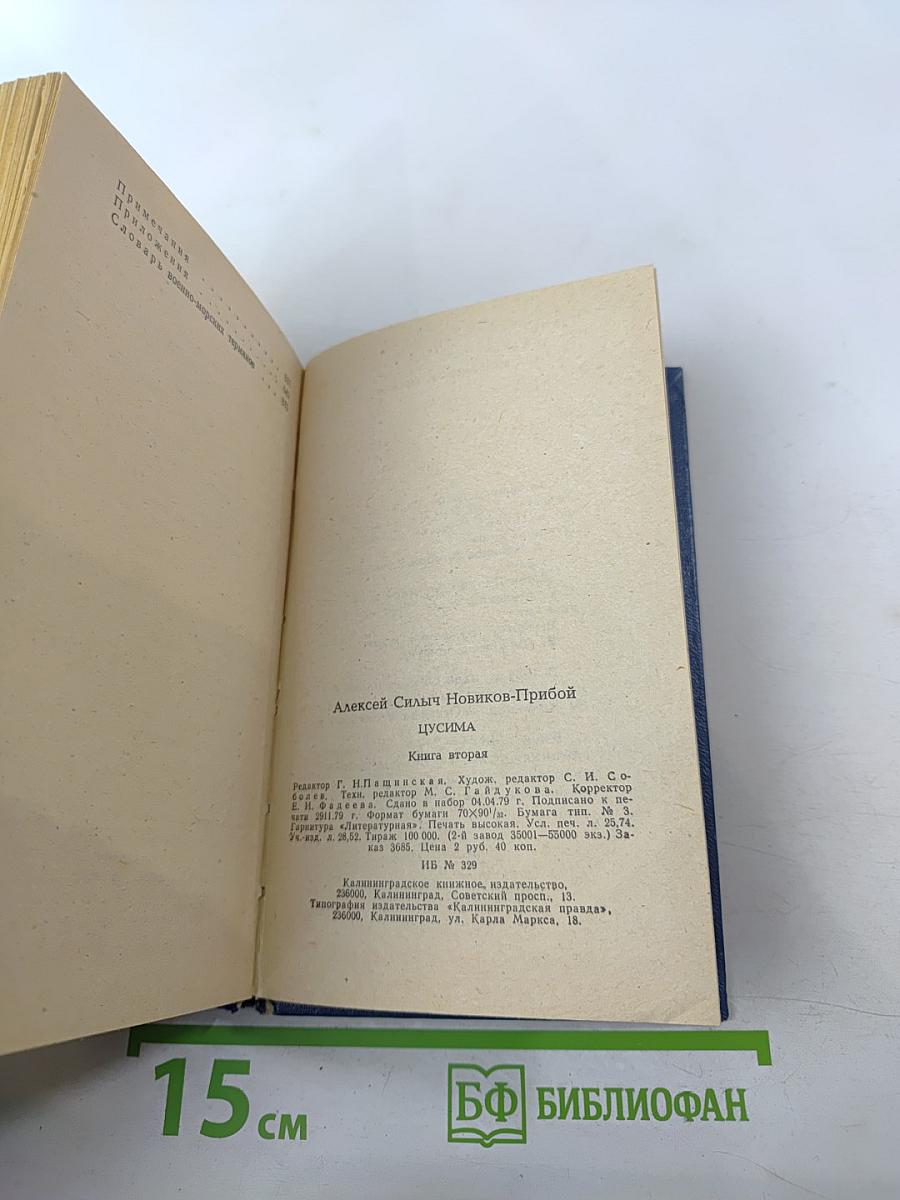 Примечания . . . . . . .
Приложения . . . . . . .
Словарь военно-морских терминов . . .
Алексей Силыч Новиков-Прибой
ЦУСИМА
Книга вторая
Редактор Г. Н.Пащинская. Худож. редактор С. И. Со-
болев. Техн. редактор М. С. Гайдукова. Корректор
Е. И. Фадеева. Сдано в набор 04.04.79 г. Подписано к пе-
чати 2911.79 г. Формат бумаги 70×90¹/₃₂. Бумага тип. № 3.
Гарнитура «Литературная». Печать высокая. Усл. печ. л. 25,74.
Уч.-изд. л. 28,52. Тираж 100 000. (2-й завод 35001—55000 экз.) За-
каз 3685. Цена 2 руб. 40 коп.
ИБ № 329
Калининградское книжное издательство,
236000, Калининград, Советский просп., 13.
Типография издательства «Калининградская правда»,
236000, Калининград, ул. Карла Маркса, 18.
15 см
БФ БИБЛИОФАН